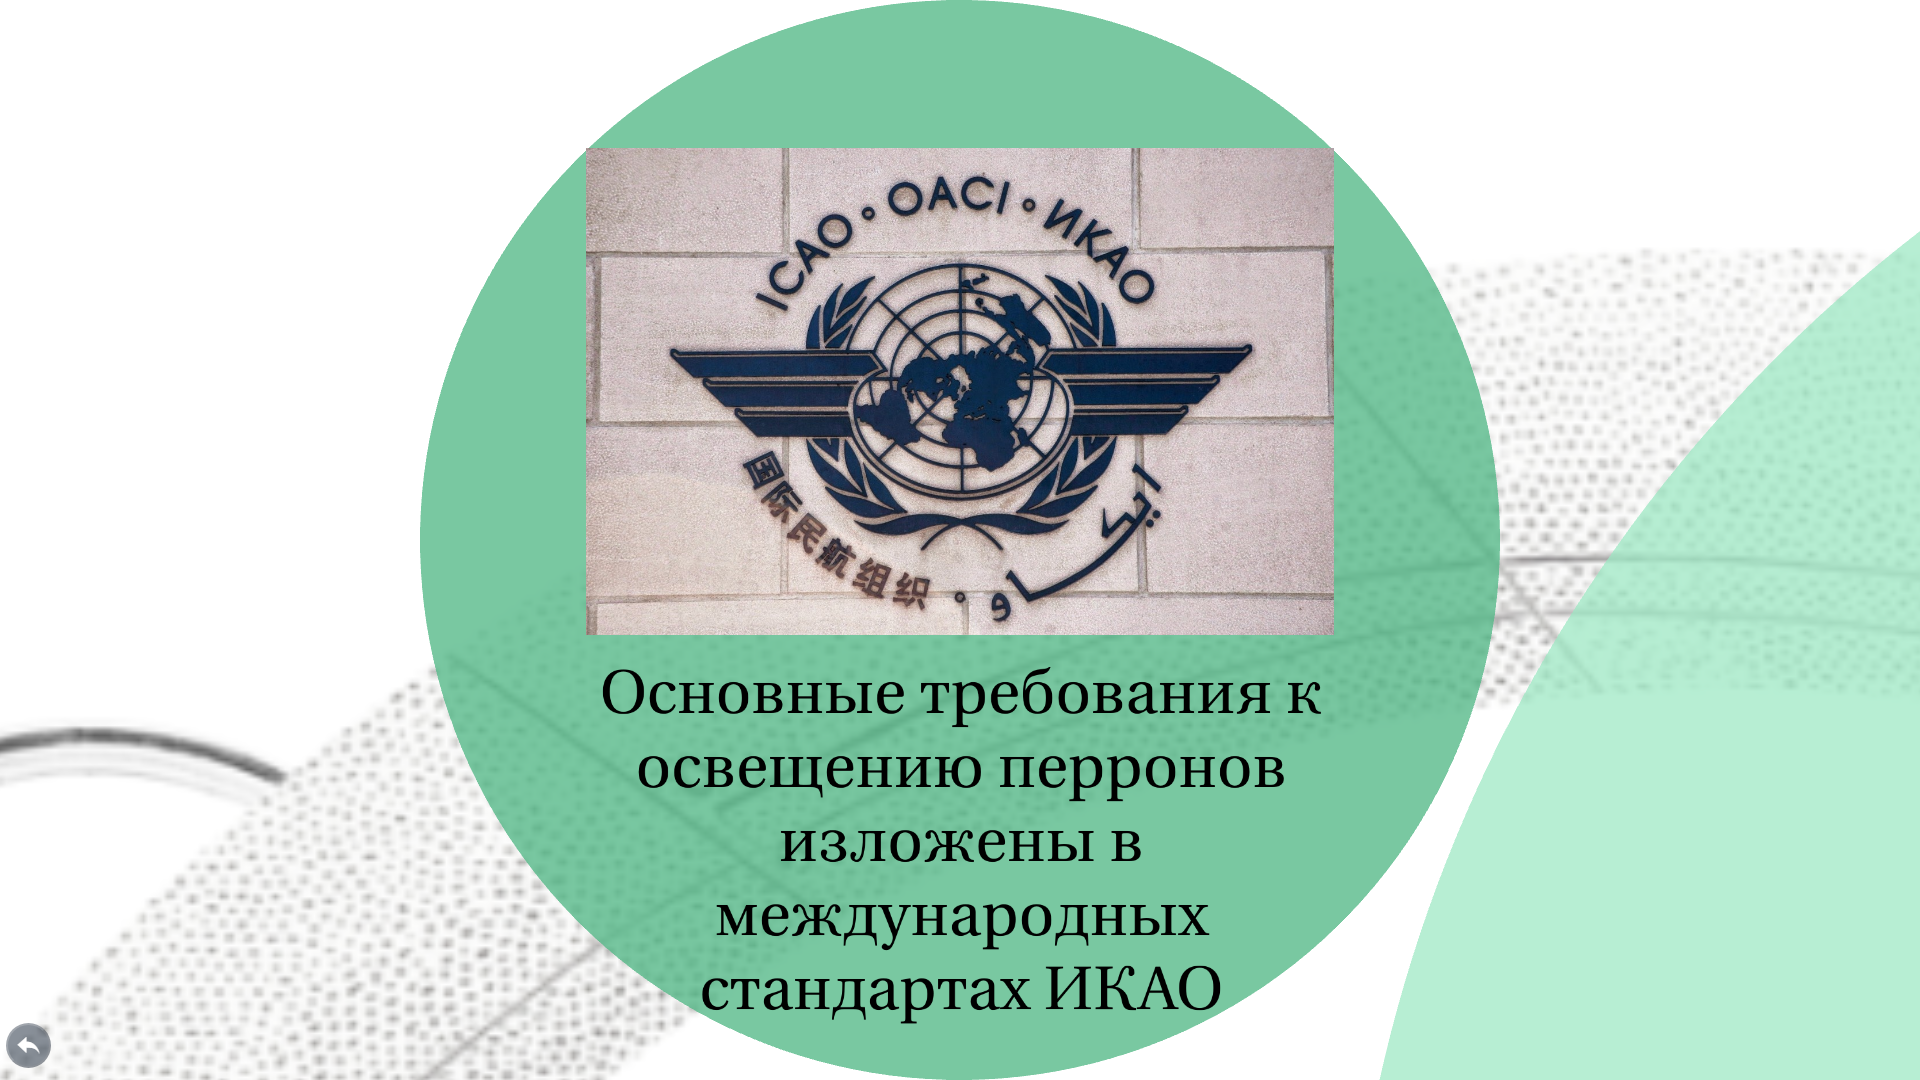 ICAO • OACI • ИКАО
国际民航组织 • ايكاو
Основные требования к
освещению перронов
изложены в
международных
стандартах ИКАО